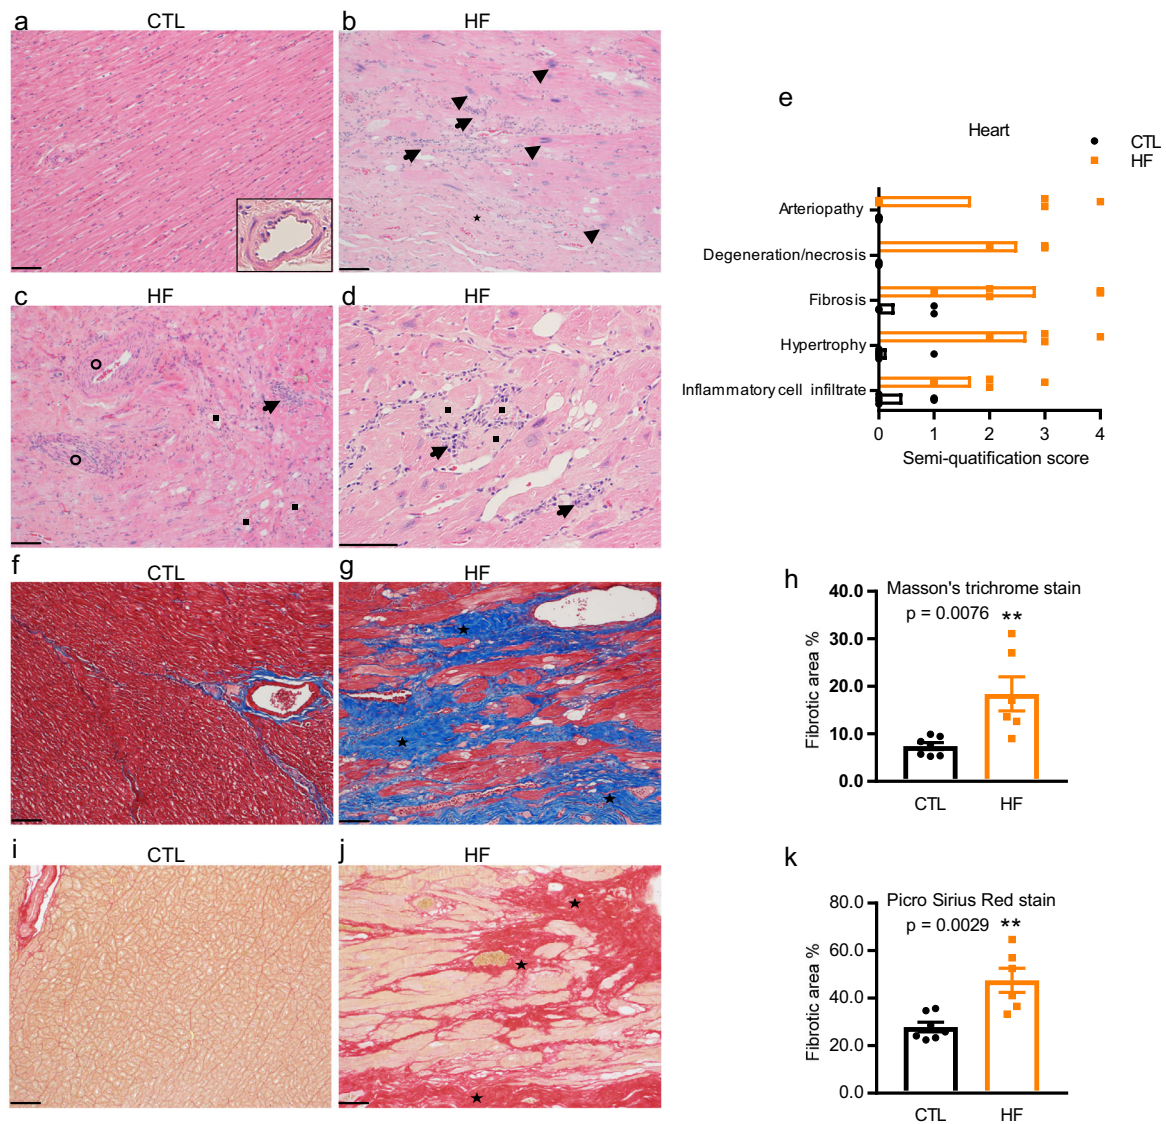 a CTL
b HF
c HF
d HF
e
Heart
CTL
HF
Arteriopathy
Degeneration/necrosis
Fibrosis
Hypertrophy
Inflammatory cell infiltrate
0 1 2 3 4
Semi-quatification score
f CTL
g HF
h
Masson's trichrome stain
p = 0.0076 **
Fibrotic area %
40.0
30.0
20.0
10.0
0.0
CTL HF
i CTL
j HF
k
Picro Sirius Red stain
p = 0.0029 **
Fibrotic area %
80.0
60.0
40.0
20.0
0.0
CTL HF